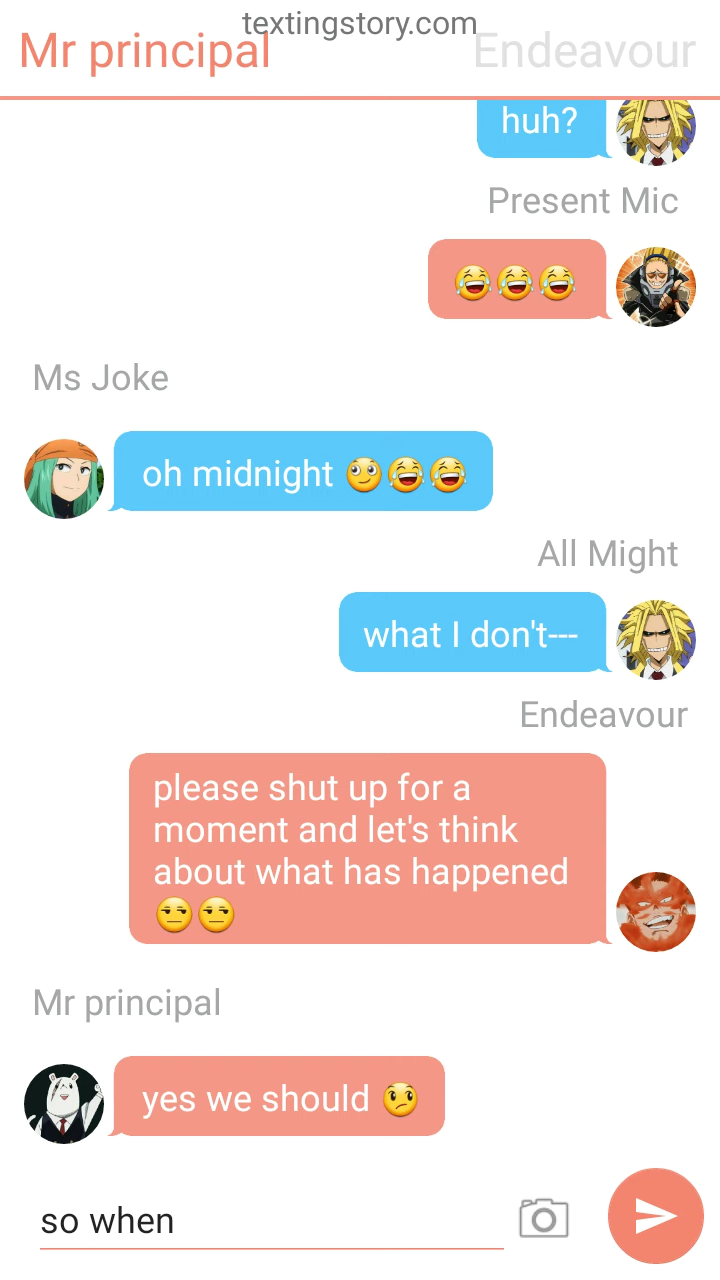 textingstory.com
Mr principal
Endeavour
huh?
Present Mic
😂😂😂
Ms Joke
oh midnight 🙄😂😂
All Might
what I don't---
Endeavour
please shut up for a
moment and let's think
about what has happened
😒😒
Mr principal
yes we should 😞
so when